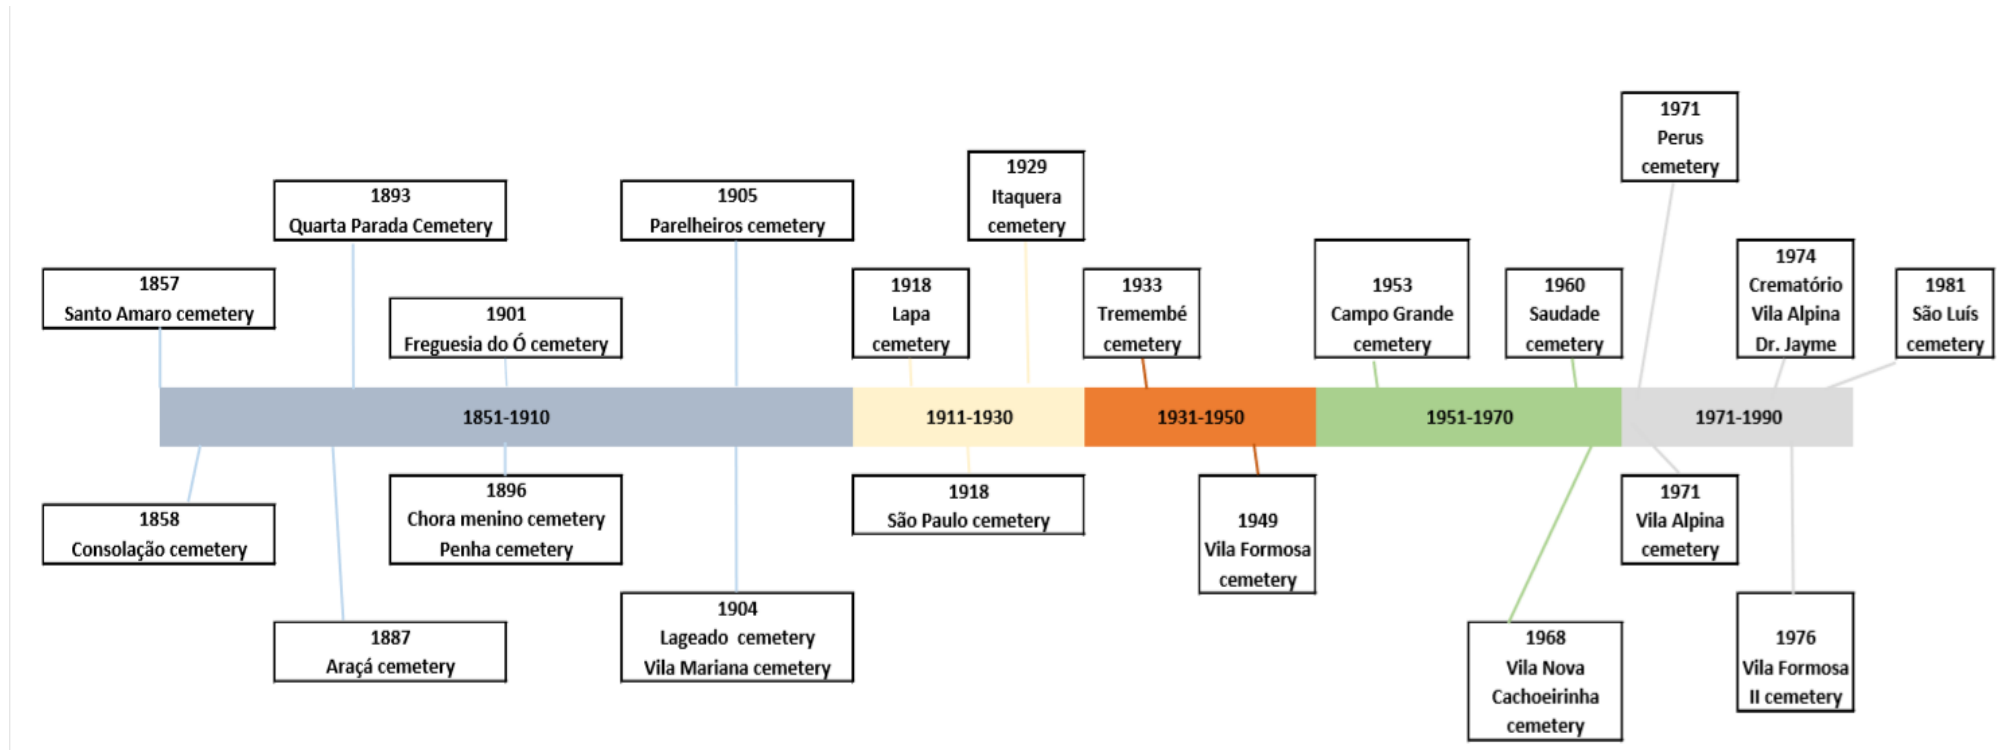 1971
Perus
cemetery
1929
Itaquera
cemetery
1893
Quarta Parada Cemetery
1905
Parelheiros cemetery
1974
Crematório
Vila Alpina
Dr. Jayme
1857
Santo Amaro cemetery
1918
Lapa
cemetery
1933
Tremembé
cemetery
1953
Campo Grande
cemetery
1960
Saudade
cemetery
1981
São Luís
cemetery
1901
Freguesia do Ó cemetery
1851-1910
1911-1930
1931-1950
1951-1970
1971-1990
1858
Consolação cemetery
1896
Chora menino cemetery
Penha cemetery
1918
São Paulo cemetery
1949
Vila Formosa
cemetery
1971
Vila Alpina
cemetery
1887
Araçá cemetery
1904
Lageado cemetery
Vila Mariana cemetery
1968
Vila Nova
Cachoeirinha
cemetery
1976
Vila Formosa
II cemetery